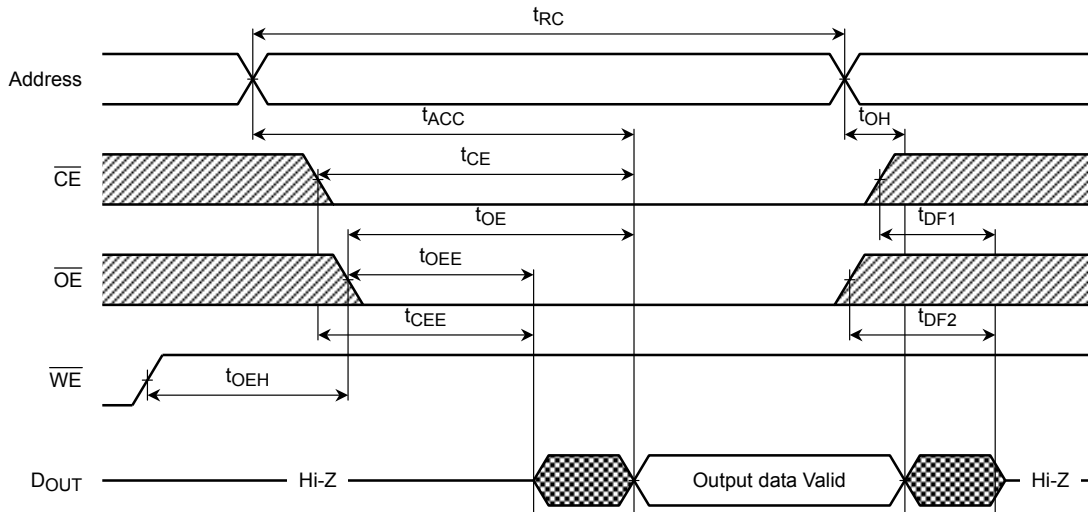 tRC
Address
tACC
tOH
CE
tCE
tDF1
tOE
OE
tOEE
tCEE
tDF2
WE
tOEH
DOUT
Hi-Z
Output data Valid
Hi-Z